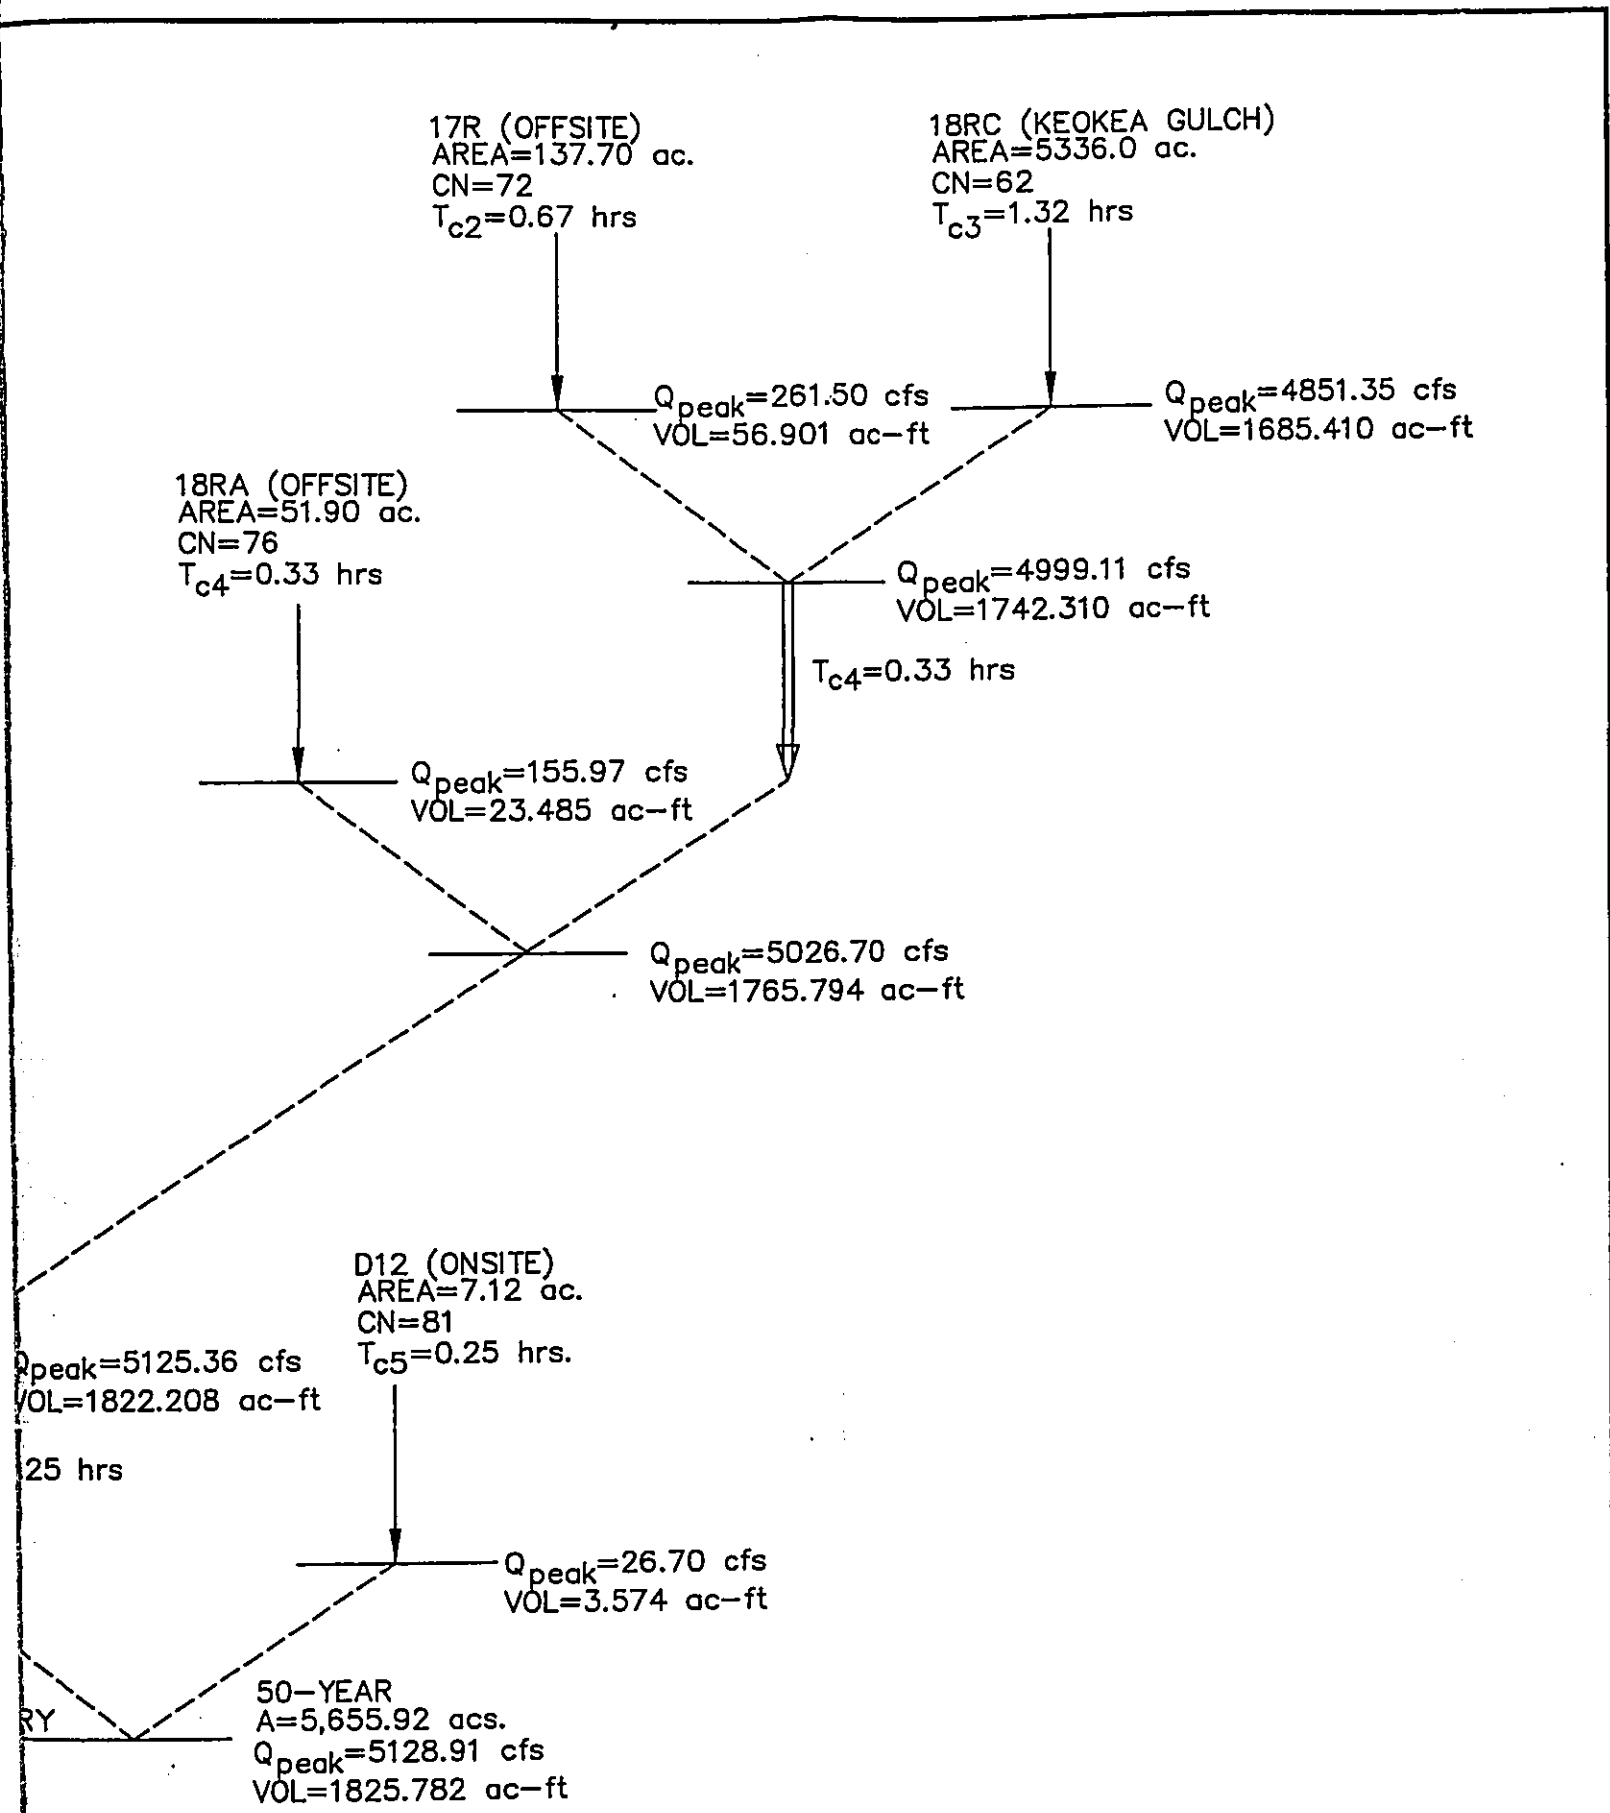 17R (OFFSITE)
AREA=137.70 ac.
CN=72
Tc2=0.67 hrs
18RC (KEOKEA GULCH)
AREA=5336.0 ac.
CN=62
Tc3=1.32 hrs
Qpeak=261.50 cfs
VOL=56.901 ac-ft
Qpeak=4851.35 cfs
VOL=1685.410 ac-ft
18RA (OFFSITE)
AREA=51.90 ac.
CN=76
Tc4=0.33 hrs
Qpeak=4999.11 cfs
VOL=1742.310 ac-ft
Tc4=0.33 hrs
Qpeak=155.97 cfs
VOL=23.485 ac-ft
Qpeak=5026.70 cfs
VOL=1765.794 ac-ft
D12 (ONSITE)
AREA=7.12 ac.
CN=81
Tc5=0.25 hrs.
Qpeak=5125.36 cfs
VOL=1822.208 ac-ft
25 hrs
Qpeak=26.70 cfs
VOL=3.574 ac-ft
RY
50-YEAR
A=5,655.92 acs.
Qpeak=5128.91 cfs
VOL=1825.782 ac-ft